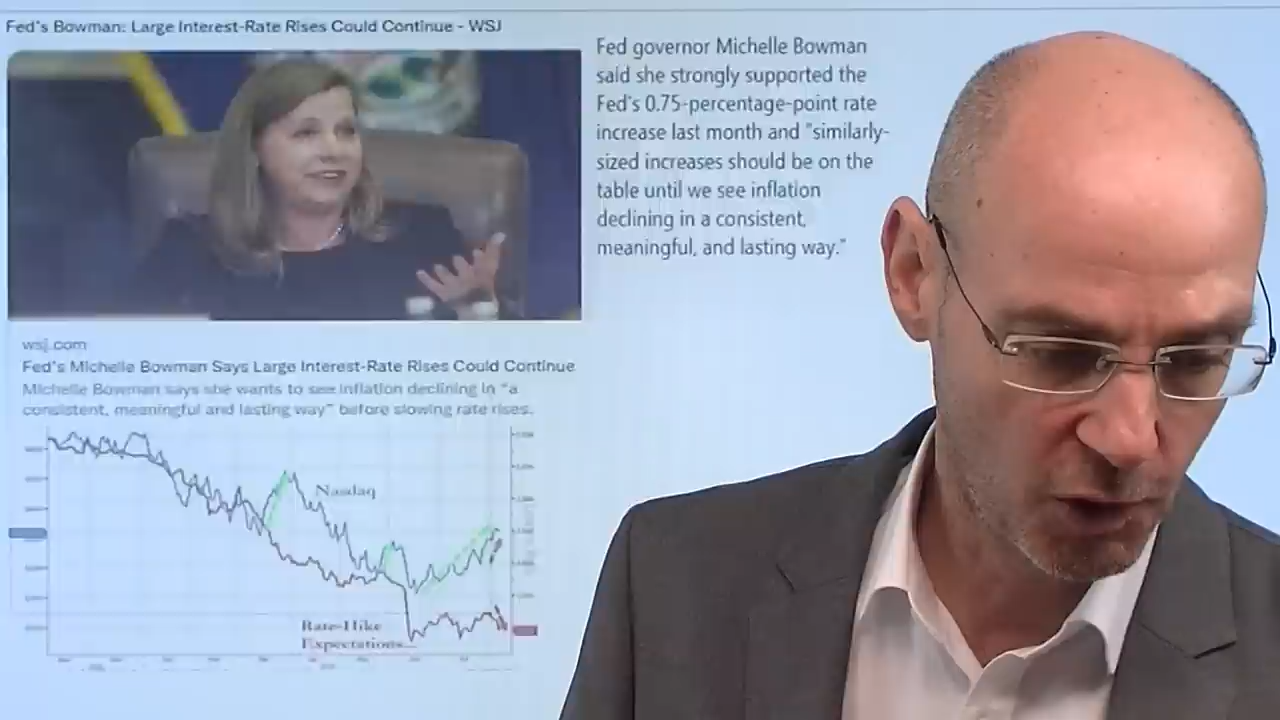 Fed's Bowman: Large Interest-Rate Rises Could Continue - WSJ
Fed governor Michelle Bowman
said she strongly supported the
Fed's 0.75-percentage-point rate
increase last month and "similarly-
sized increases should be on the
table until we see inflation
declining in a consistent,
meaningful, and lasting way."
wsj.com
Fed's Michelle Bowman Says Large Interest-Rate Rises Could Continue
Michelle Bowman says she wants to see inflation declining in "a
consistent, meaningful and lasting way" before slowing rate rises.
Nasdaq
Rate-Hike
Expectations...